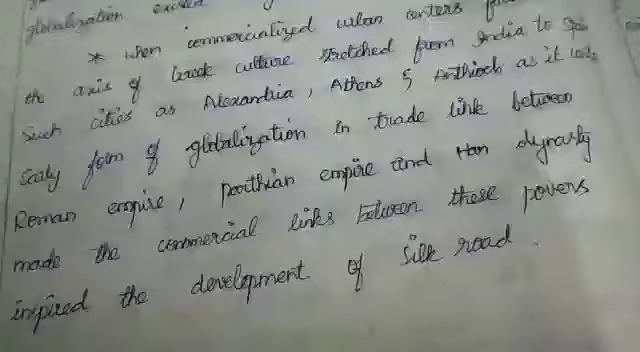 globalization existed
* when commercialized urban centers
the axis of Greek culture stretched from India to Spain
such cities as Alexandria, Athens & Anthioch as it
Early form of globalization in trade link between
Roman empire, parthian empire and Han dynasty
made the commercial links between these powers
inspired the development of silk road.